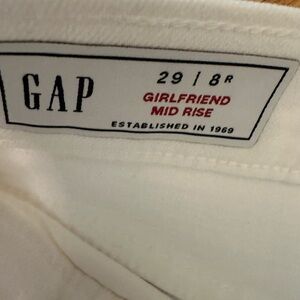 GAP
29 | 8R
GIRLFRIEND
MID RISE
ESTABLISHED IN 1969